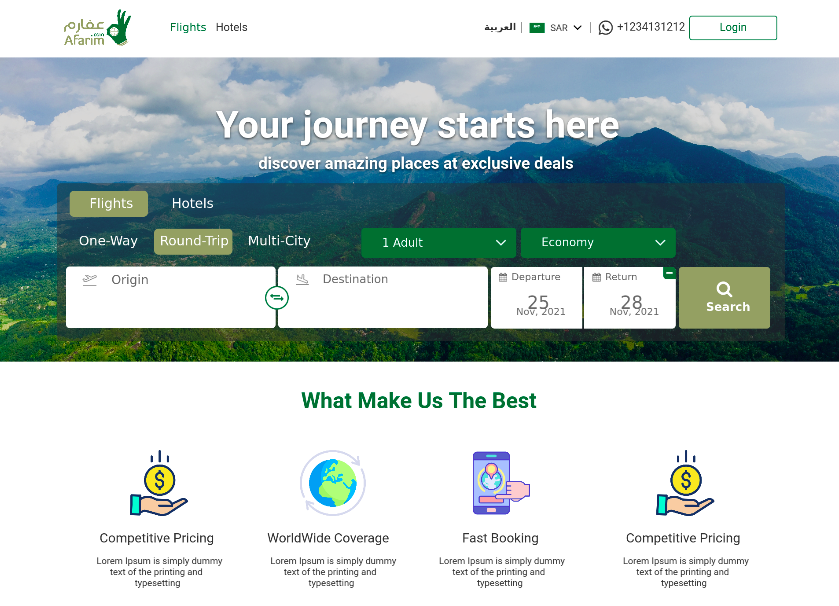 عفارم
.com
Afarim
Flights Hotels
العربية | SAR | +1234131212 Login
Your journey starts here
discover amazing places at exclusive deals
Flights Hotels
One-Way Round-Trip Multi-City 1 Adult Economy
Origin Destination Departure Return
25 28
Nov, 2021 Nov, 2021
Search
What Make Us The Best
$ $
Competitive Pricing WorldWide Coverage Fast Booking Competitive Pricing
Lorem Ipsum is simply dummy Lorem Ipsum is simply dummy Lorem Ipsum is simply dummy Lorem Ipsum is simply dummy
text of the printing and text of the printing and text of the printing and text of the printing and
typesetting typesetting typesetting typesetting